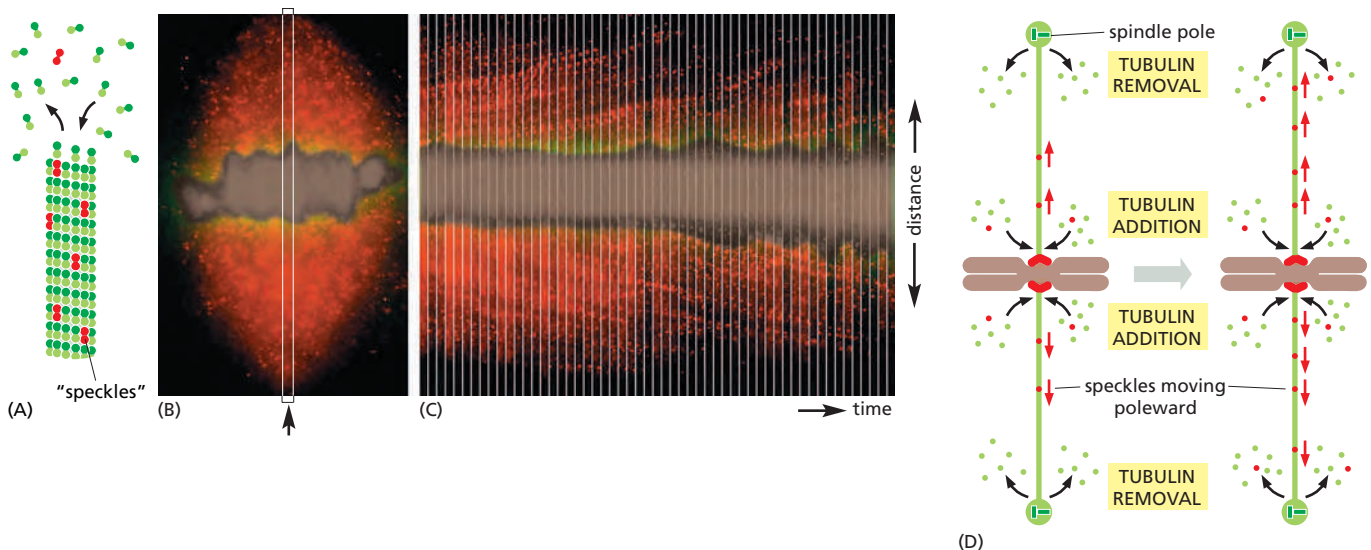 "speckles"
(A)
(B)
(C)
time
distance
spindle pole
TUBULIN
REMOVAL
TUBULIN
ADDITION
TUBULIN
ADDITION
speckles moving
poleward
TUBULIN
REMOVAL
(D)